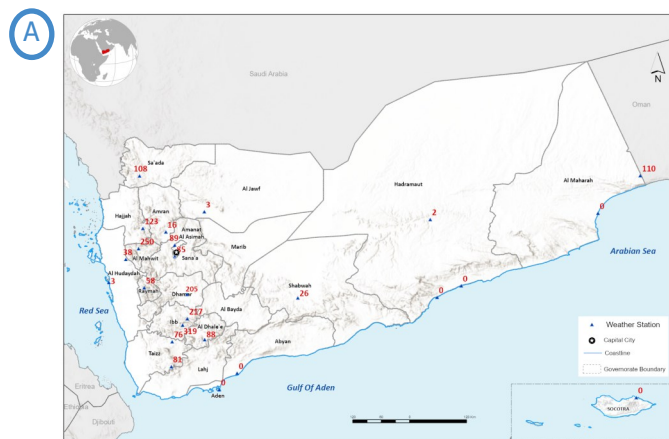 A
Saudi Arabia
Oman
N
Sa'ada
108
110
Al Jawf
3
Hadramaut
Al Maharah
Hajjah
Amran
123
16
Amanat
Al Asimah
2
0
89
250
Marib
38
Al Mahwit
Sana'a
Arabian Sea
Al Hudaydah
3
58
Raymah
Dhamar
205
Shabwah
26
0
0
Red Sea
Al Bayda
217
Ibb
319
Al Dhale'e
76
88
Abyan
Taizz
81
Lahj
0
0
Aden
Gulf Of Aden
Eritrea
Ethiopia
Djibouti
Weather Station
Capital City
Coastline
Governorate Boundary
0
SOCOTRA